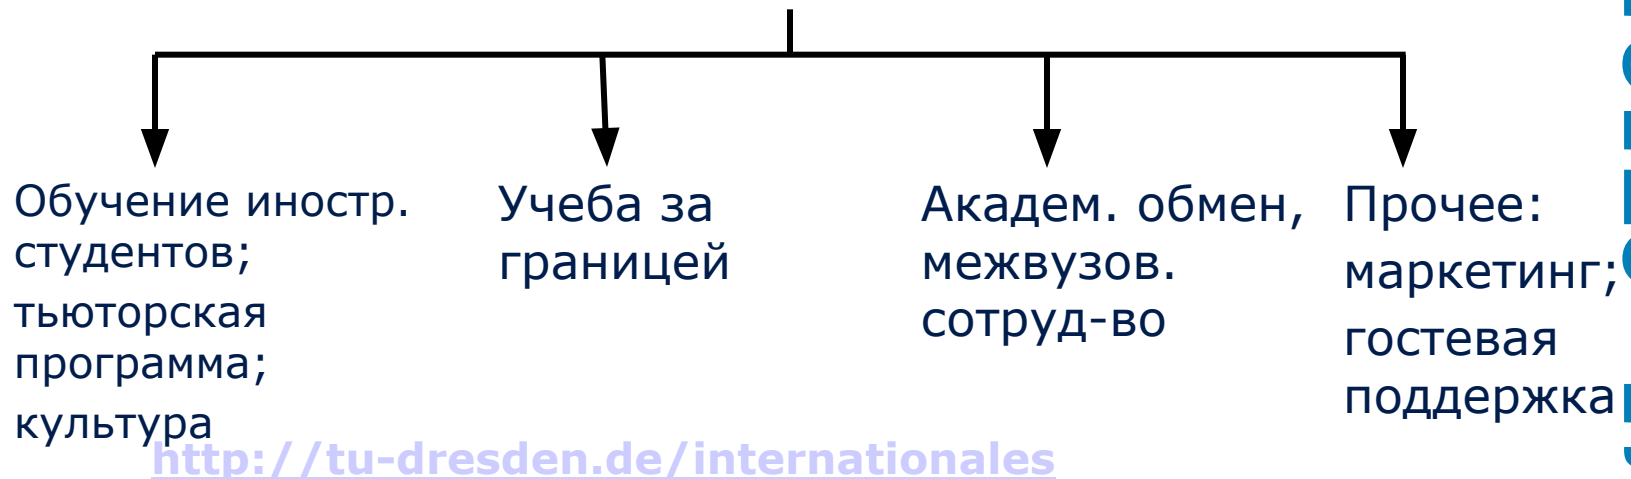 Обучение иностр.
студентов;
тьюторская
программа;
культура
Учеба за
границей
Академ. обмен,
межвузов.
сотруд-во
Прочее:
маркетинг;
гостевая
поддержка
http://tu-dresden.de/internationales